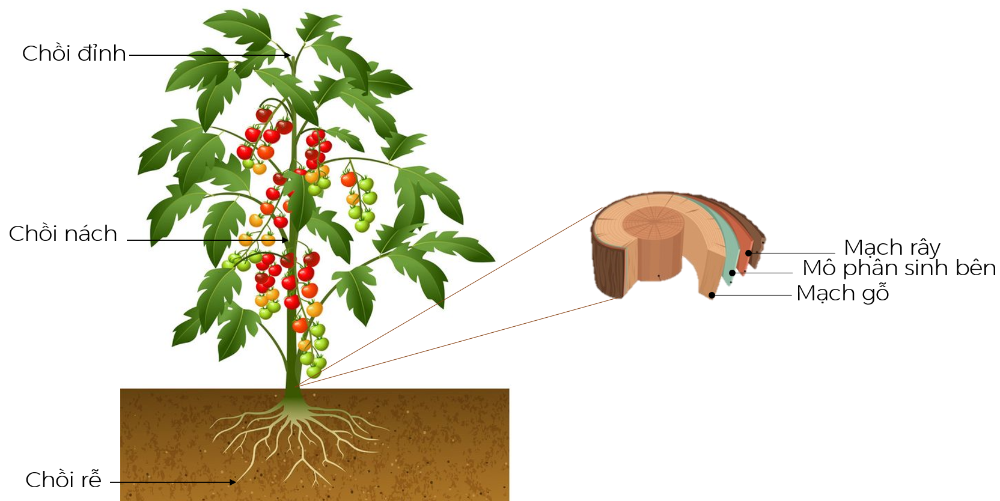 Chồi đỉnh
Chồi nách
Mạch rây
Mô phân sinh bên
Mạch gỗ
Chồi rễ